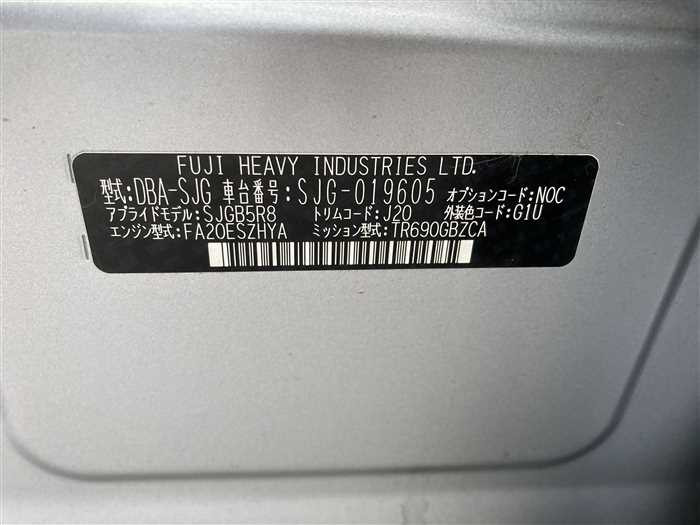 FUJI HEAVY INDUSTRIES LTD.
型式:DBA-SJG 車台番号:SJG-019605 オプションコード:NOC
アプライドモデル:SJGB5R8 トリムコード:J20 外装色コード:G1U
エンジン型式:FA20ESZHYA ミッション型式:TR690GBZCA